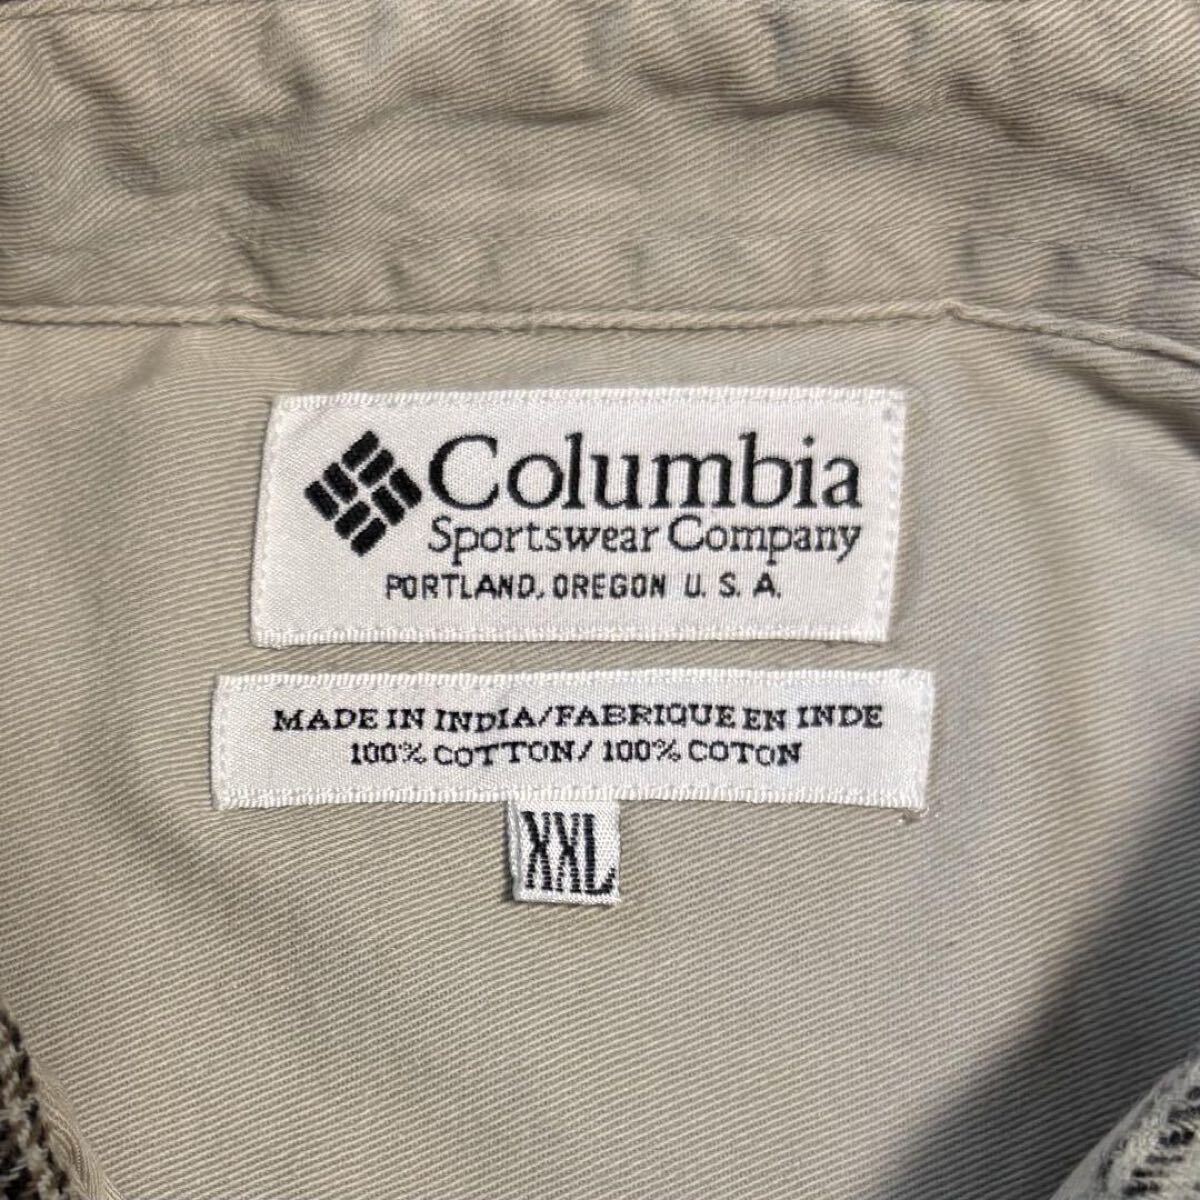 Columbia
Sportswear Company
PORTLAND, OREGON U. S. A.
MADE IN INDIA/FABRIQUE EN INDE
100% COTTON/ 100% COTON
XXL